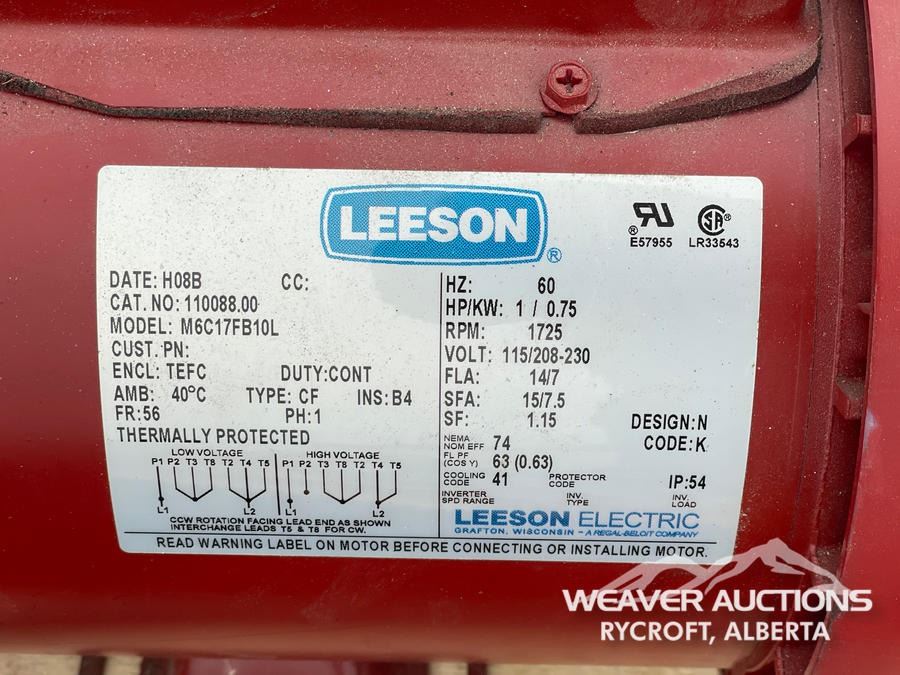 LEESON®
® E57955 LR33543
DATE: H08B CC:
CAT. NO: 110088.00
MODEL: M6C17FB10L
CUST. PN:
ENCL: TEFC DUTY:CONT
AMB: 40°C TYPE: CF INS: B4
FR: 56 PH: 1
THERMALLY PROTECTED
LOW VOLTAGE HIGH VOLTAGE
P1 P2 T3 T8 T2 T4 T5 P1 P2 T3 T8 T2 T4 T5
L1 L2 L1 L2
CCW ROTATION FACING LEAD END AS SHOWN
INTERCHANGE LEADS T5 & T8 FOR CW.
HZ: 60
HP/KW: 1 / 0.75
RPM: 1725
VOLT: 115/208-230
FLA: 14/7
SFA: 15/7.5
SF: 1.15 DESIGN: N
NEMA NOM EFF 74 CODE: K
FL PF (COS Y) 63 (0.63)
COOLING CODE 41 PROTECTOR CODE IP:54
INVERTER SPD RANGE INV. TYPE INV. LOAD
LEESON ELECTRIC
GRAFTON, WISCONSIN - A REGAL-BELOIT COMPANY
READ WARNING LABEL ON MOTOR BEFORE CONNECTING OR INSTALLING MOTOR.
WEAVER AUCTIONS
RYCROFT, ALBERTA